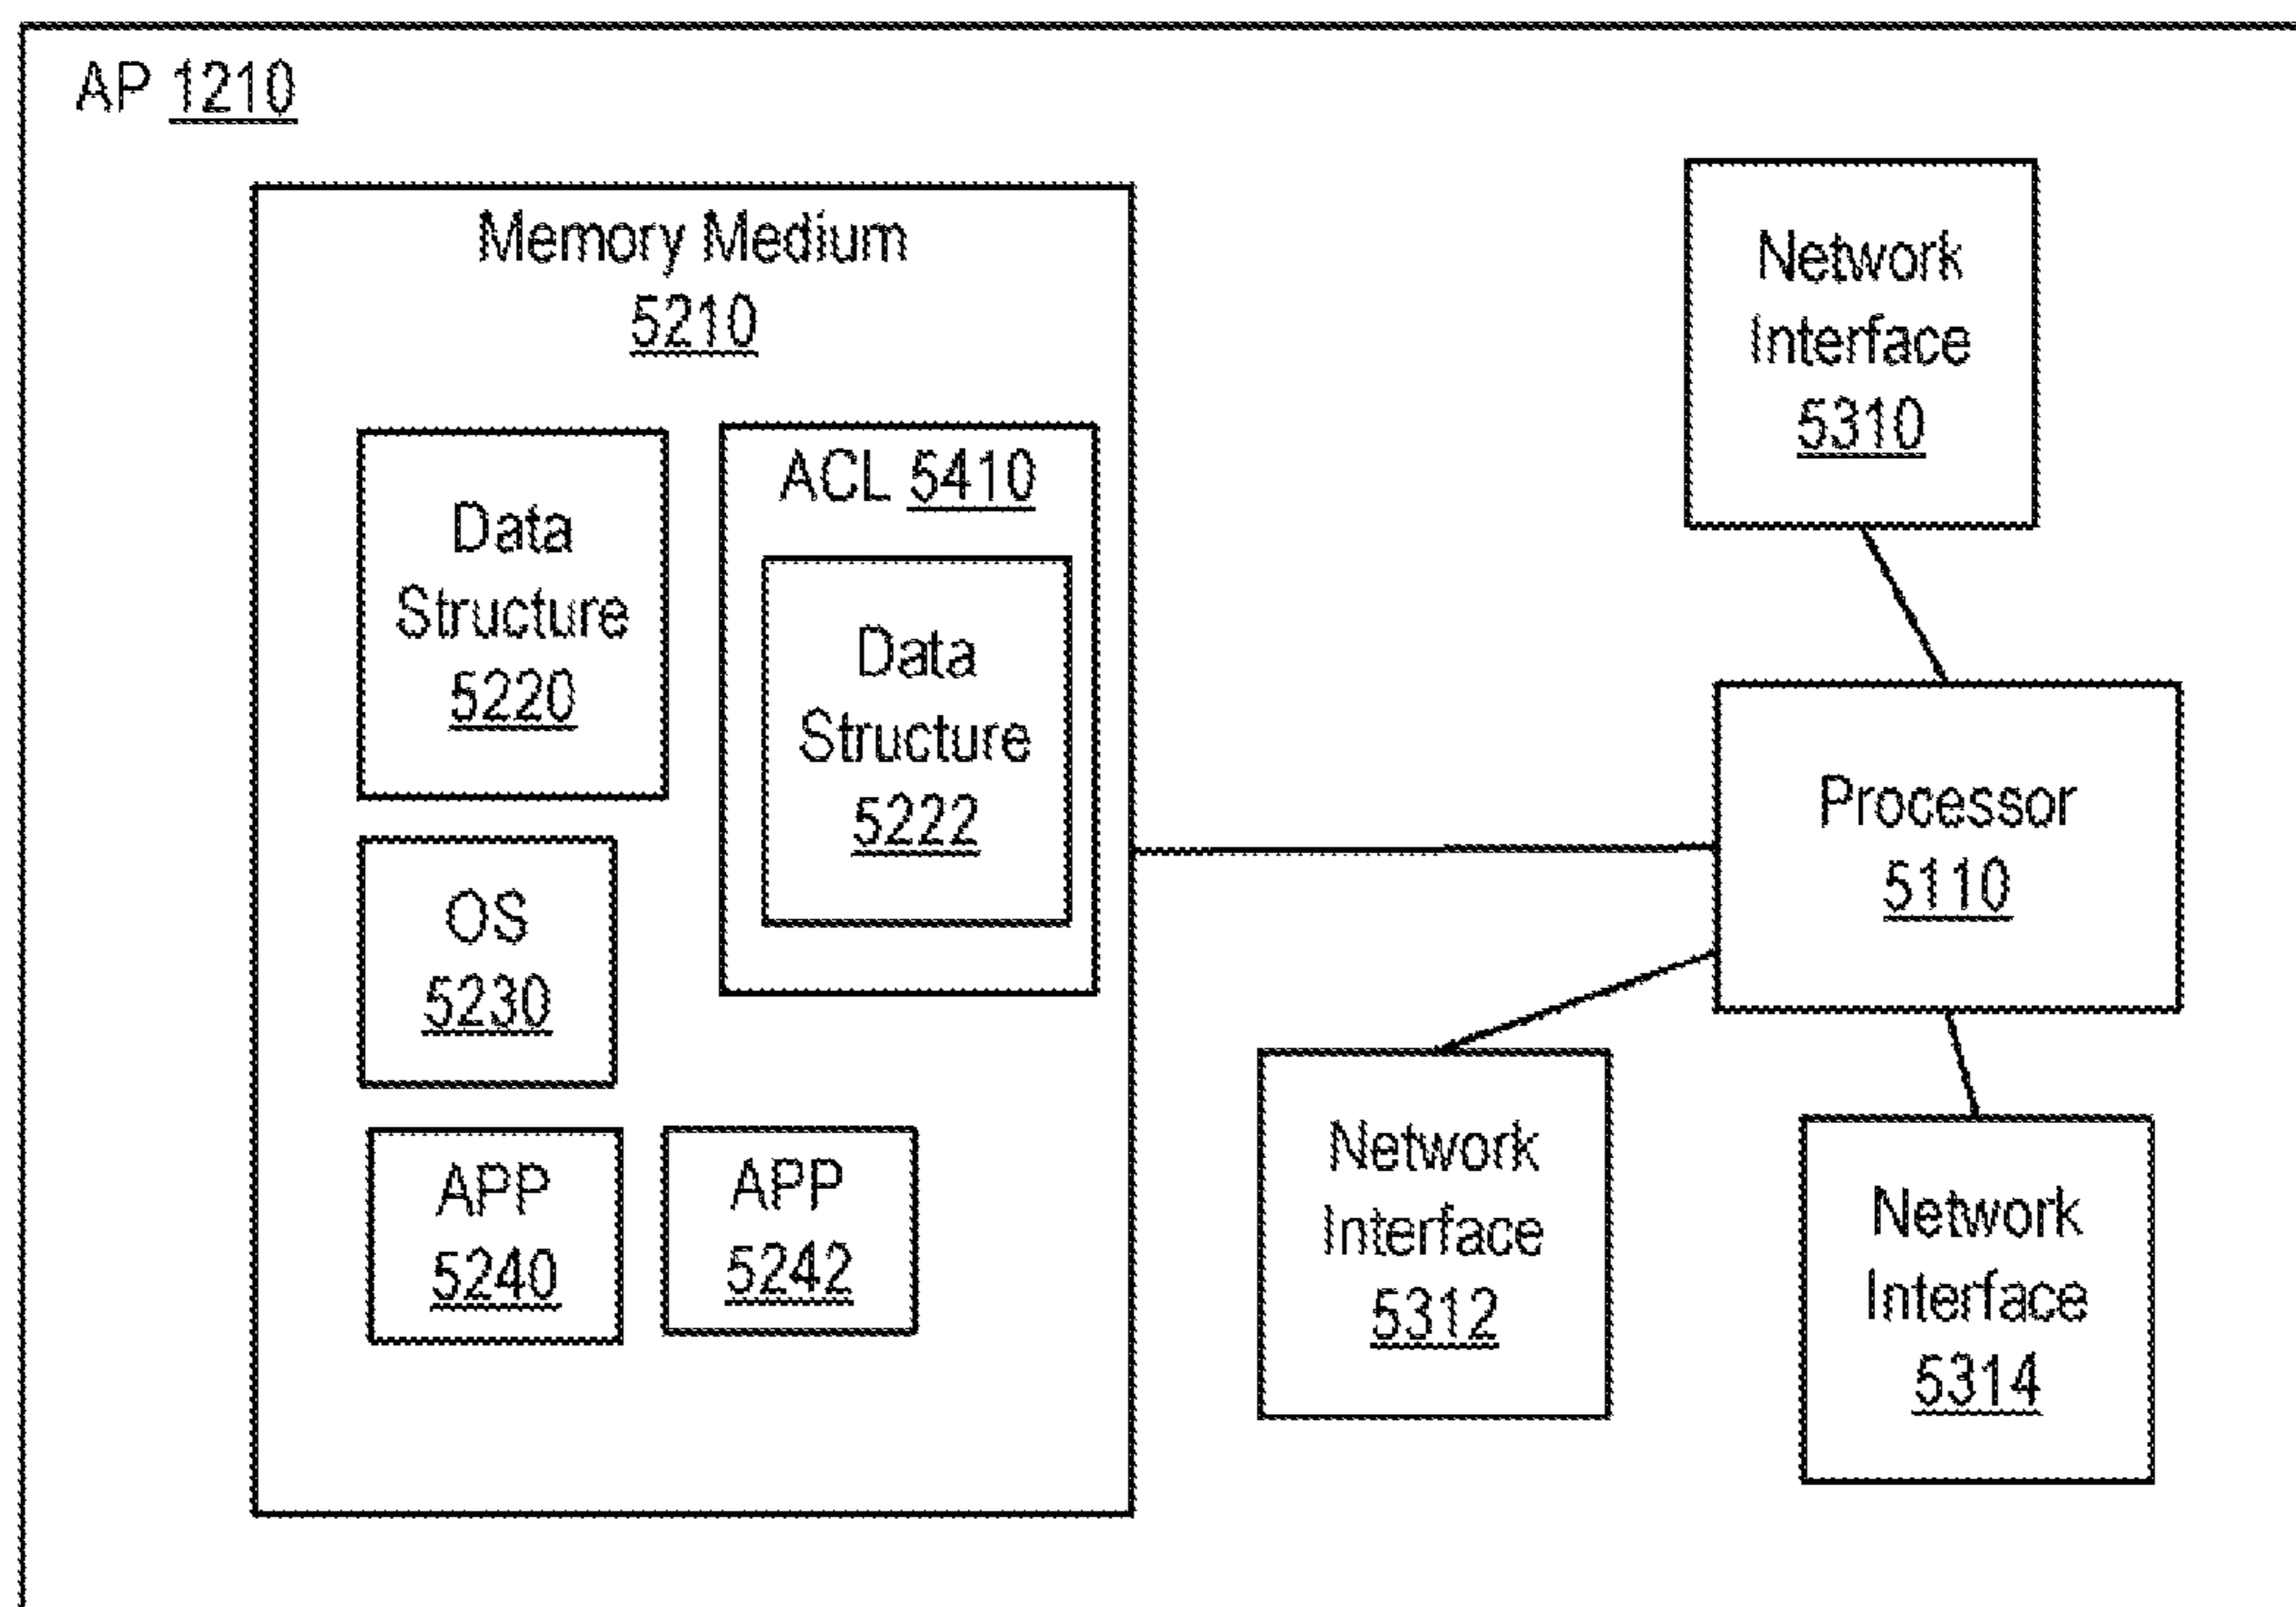 AP 1210
Memory Medium
5210
Data
Structure
5220
ACL 5410
Data
Structure
5222
OS
5230
APP
5240
APP
5242
Network
Interface
5310
Processor
5110
Network
Interface
5312
Network
Interface
5314